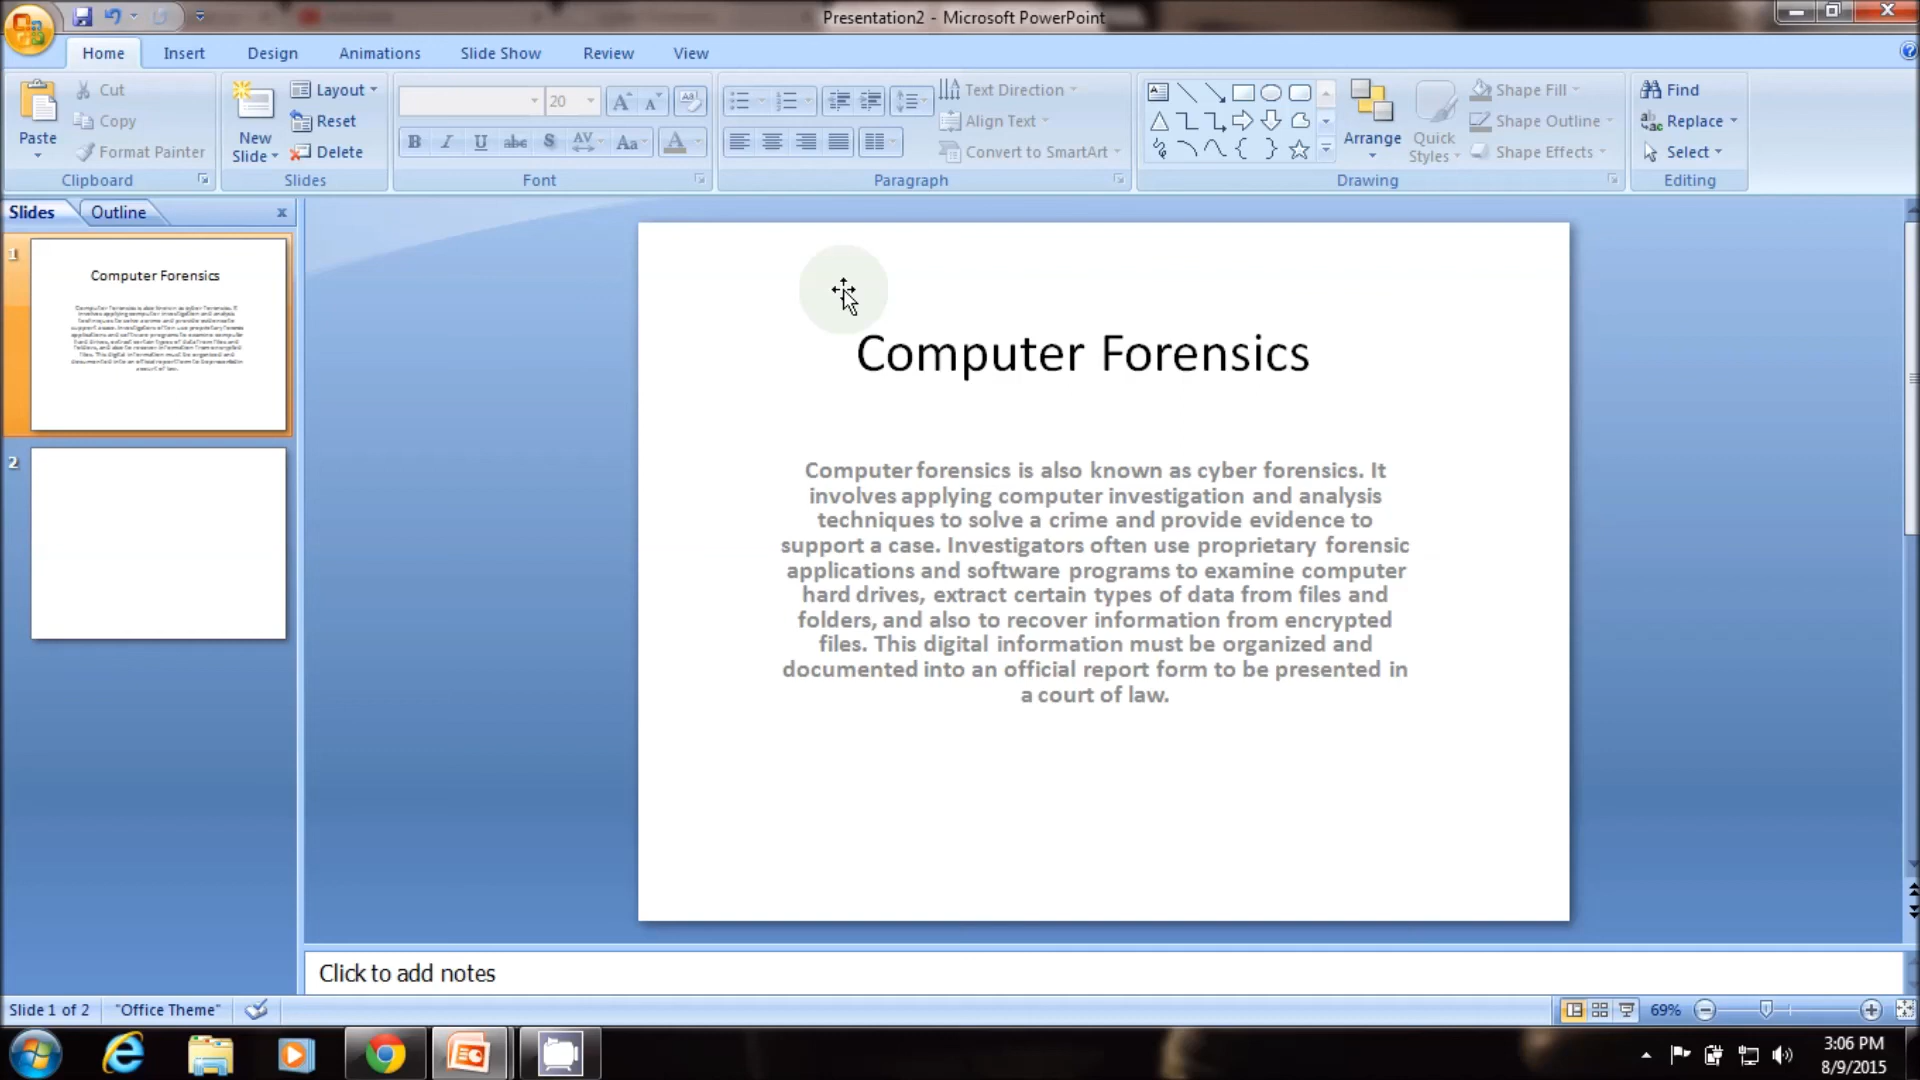 Presentation2 - Microsoft PowerPoint
Home Insert Design Animations Slide Show Review View
Paste
Cut
Copy
Format Painter
Clipboard
New Slide
Layout
Reset
Delete
Slides
20
B I U abc S AV Aa A
Font
Text Direction
Align Text
Convert to SmartArt
Paragraph
Arrange
Quick Styles
Shape Fill
Shape Outline
Shape Effects
Drawing
Find
Replace
Select
Editing
Slides Outline
1
Computer Forensics
2
Computer Forensics
Computer forensics is also known as cyber forensics. It
involves applying computer investigation and analysis
techniques to solve a crime and provide evidence to
support a case. Investigators often use proprietary forensic
applications and software programs to examine computer
hard drives, extract certain types of data from files and
folders, and also to recover information from encrypted
files. This digital information must be organized and
documented into an official report form to be presented in
a court of law.
Click to add notes
Slide 1 of 2 "Office Theme" 69%
3:06 PM
8/9/2015